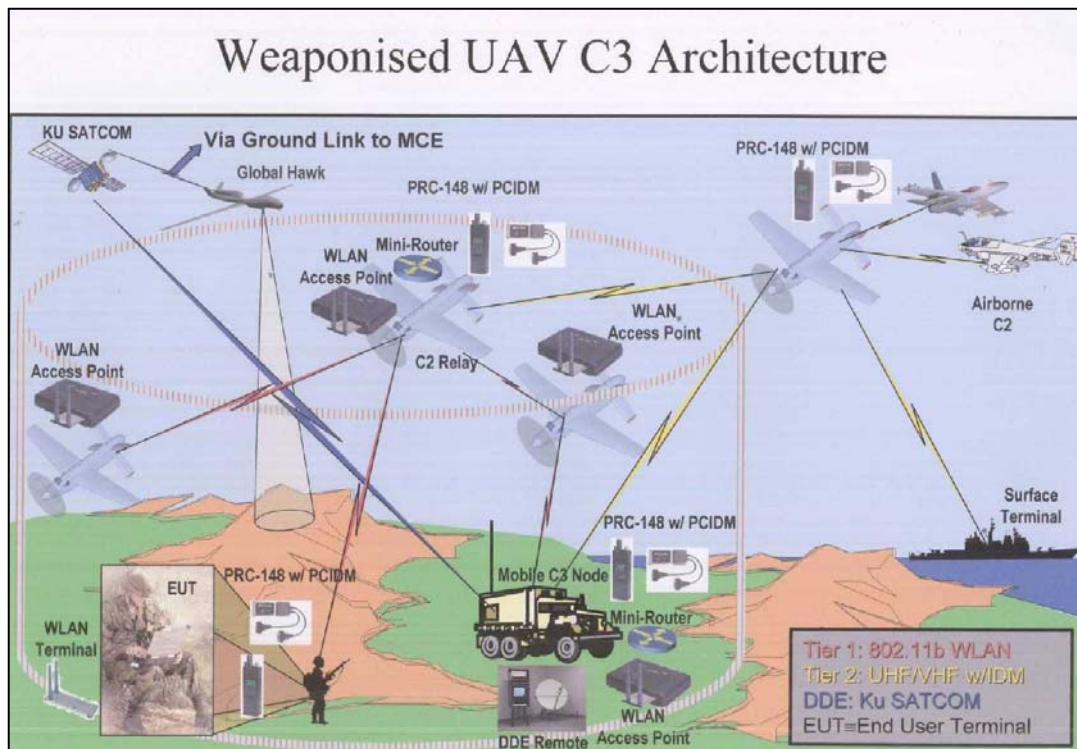 Weaponised UAV C3 Architecture
KU SATCOM
Via Ground Link to MCE
Global Hawk
PRC-148 w/ PCIDM
PRC-148 w/ PCIDM
Mini-Router
WLAN
Access Point
WLAN
Access Point
WLAN
Access Point
C2 Relay
Airborne
C2
Surface
Terminal
PRC-148 w/ PCIDM
Mobile C3 Node
EUT
PRC-148 w/ PCIDM
Mini-Router
WLAN
Terminal
DDE Remote
WLAN
Access Point
Tier 1: 802.11b WLAN
Tier 2: UHF/VHF w/IDM
DDE: Ku SATCOM
EUT≡End User Terminal